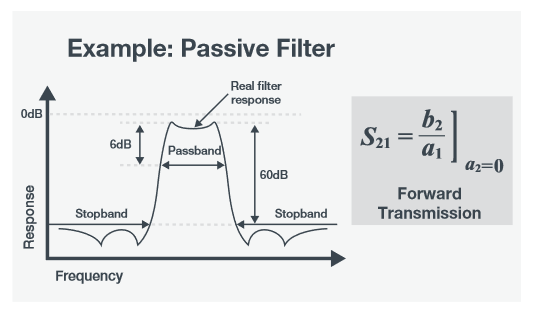 Example: Passive Filter
Real filter
response
0dB
6dB
Passband
60dB
Stopband
Stopband
Response
Frequency
S21 = b2/a1 ] a2=0
Forward
Transmission